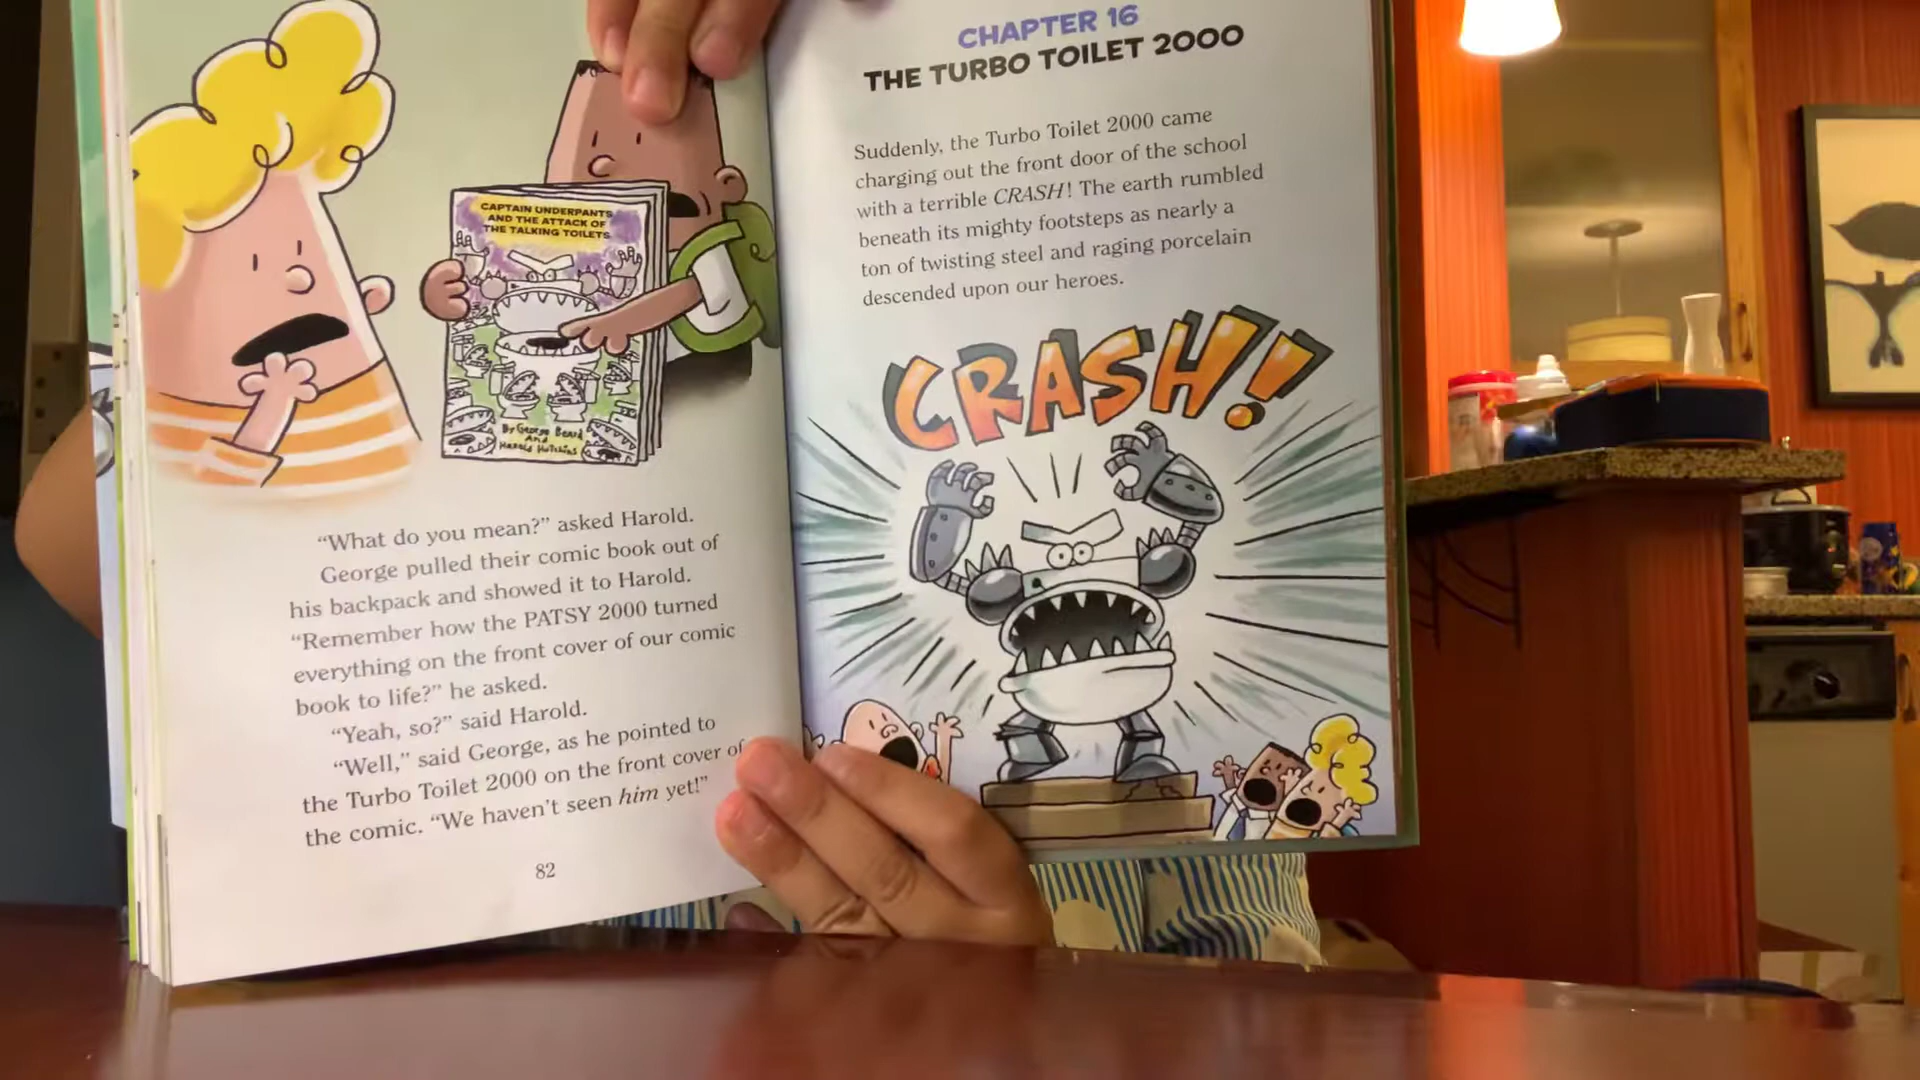 CAPTAIN UNDERPANTS
AND THE ATTACK OF
THE TALKING TOILETS
By George Beard
And
Harold Hutchins
“What do you mean?” asked Harold.
George pulled their comic book out of
his backpack and showed it to Harold.
“Remember how the PATSY 2000 turned
everything on the front cover of our comic
book to life?” he asked.
“Yeah, so?” said Harold.
“Well,” said George, as he pointed to
the Turbo Toilet 2000 on the front cover of
the comic. “We haven’t seen him yet!”
82
CHAPTER 16
THE TURBO TOILET 2000
Suddenly, the Turbo Toilet 2000 came
charging out the front door of the school
with a terrible CRASH! The earth rumbled
beneath its mighty footsteps as nearly a
ton of twisting steel and raging porcelain
descended upon our heroes.
CRASH!